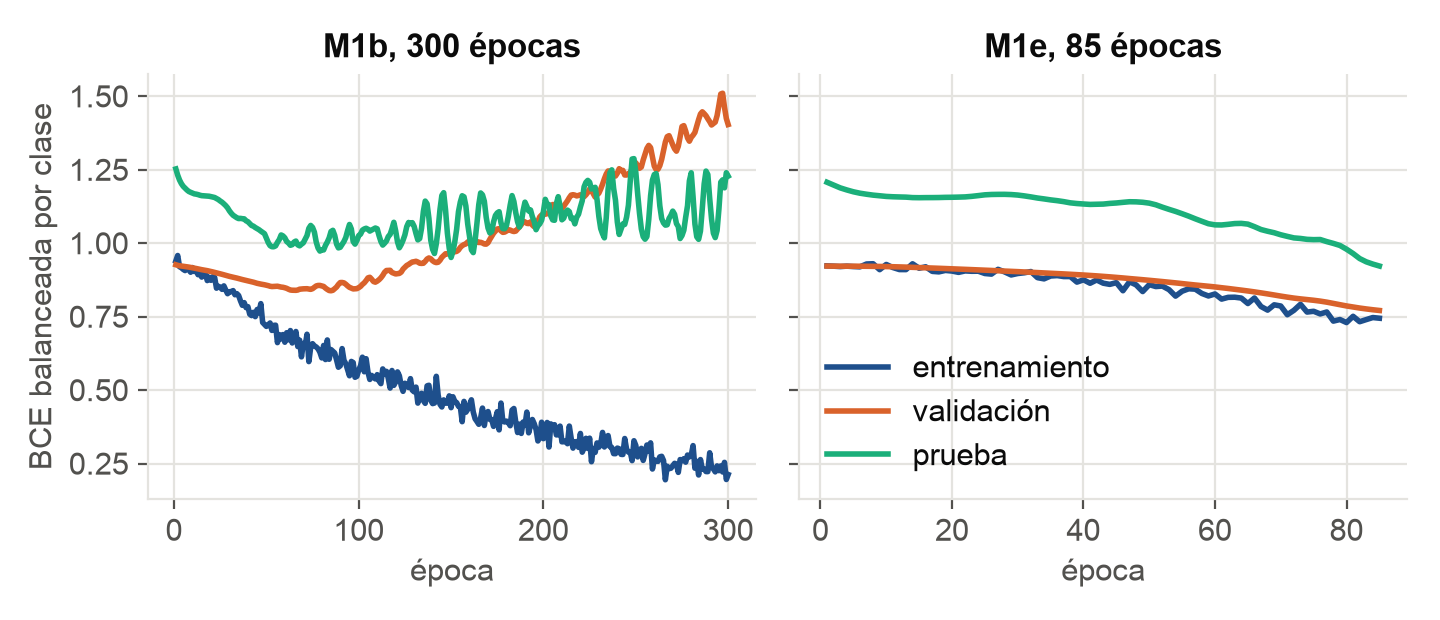 M1b, 300 épocas
M1e, 85 épocas
BCE balanceada por clase
1.50
1.25
1.00
0.75
0.50
0.25
0 100 200 300
época
entrenamiento
validación
prueba
0 20 40 60 80
época